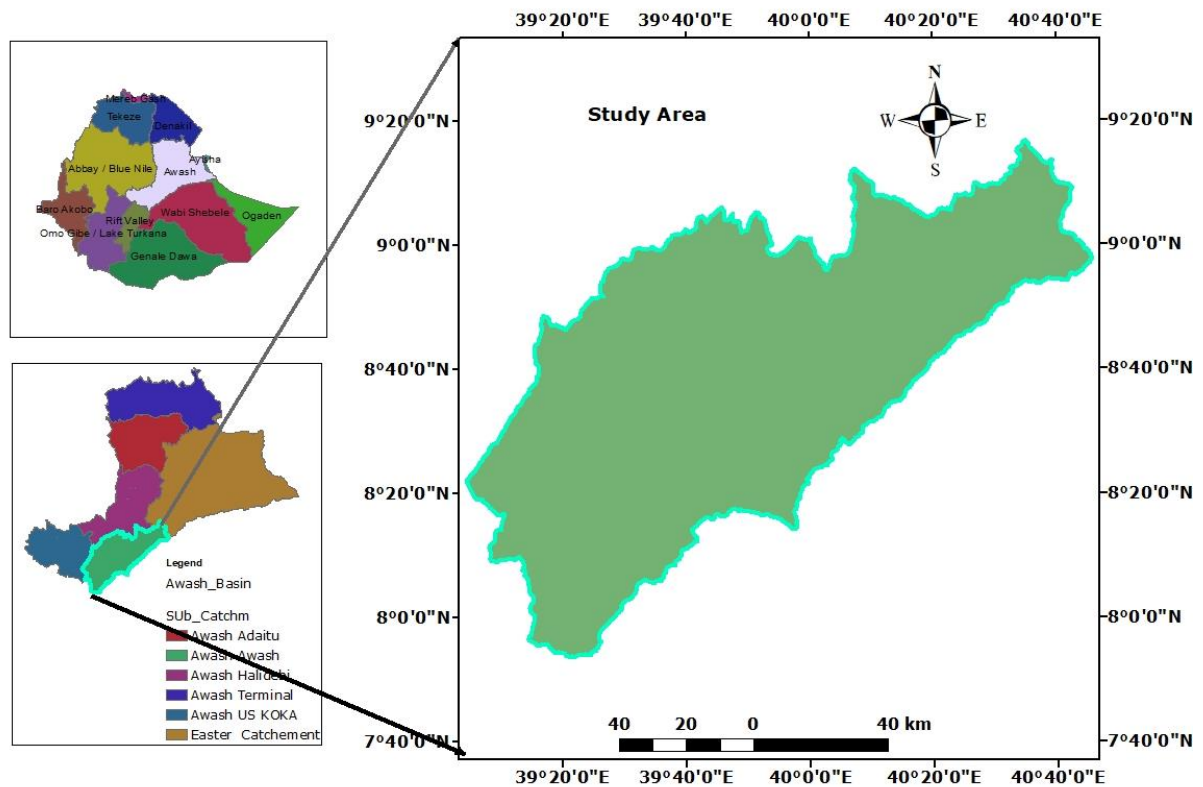 Mereb Gash
Tekeze
Denakil
Aysha
Abbay / Blue Nile
Awash
Baro Akobo
Wabi Shebele
Ogaden
Rift Valley
Omo Gibe / Lake Turkana
Genale Dawa
Legend
Awash_Basin
SUb_Catchm
Awash Adaitu
Awash Awash
Awash Halidebi
Awash Terminal
Awash US KOKA
Easter Catchement
39°20'0"E 39°40'0"E 40°0'0"E 40°20'0"E 40°40'0"E
Study Area
N
W E
S
9°20'0"N 9°20'0"N
9°0'0"N 9°0'0"N
8°40'0"N 8°40'0"N
8°20'0"N 8°20'0"N
8°0'0"N 8°0'0"N
7°40'0"N 7°40'0"N
40 20 0 40 km
39°20'0"E 39°40'0"E 40°0'0"E 40°20'0"E 40°40'0"E